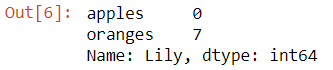 Out[6]: apples 0
oranges 7
Name: Lily, dtype: int64